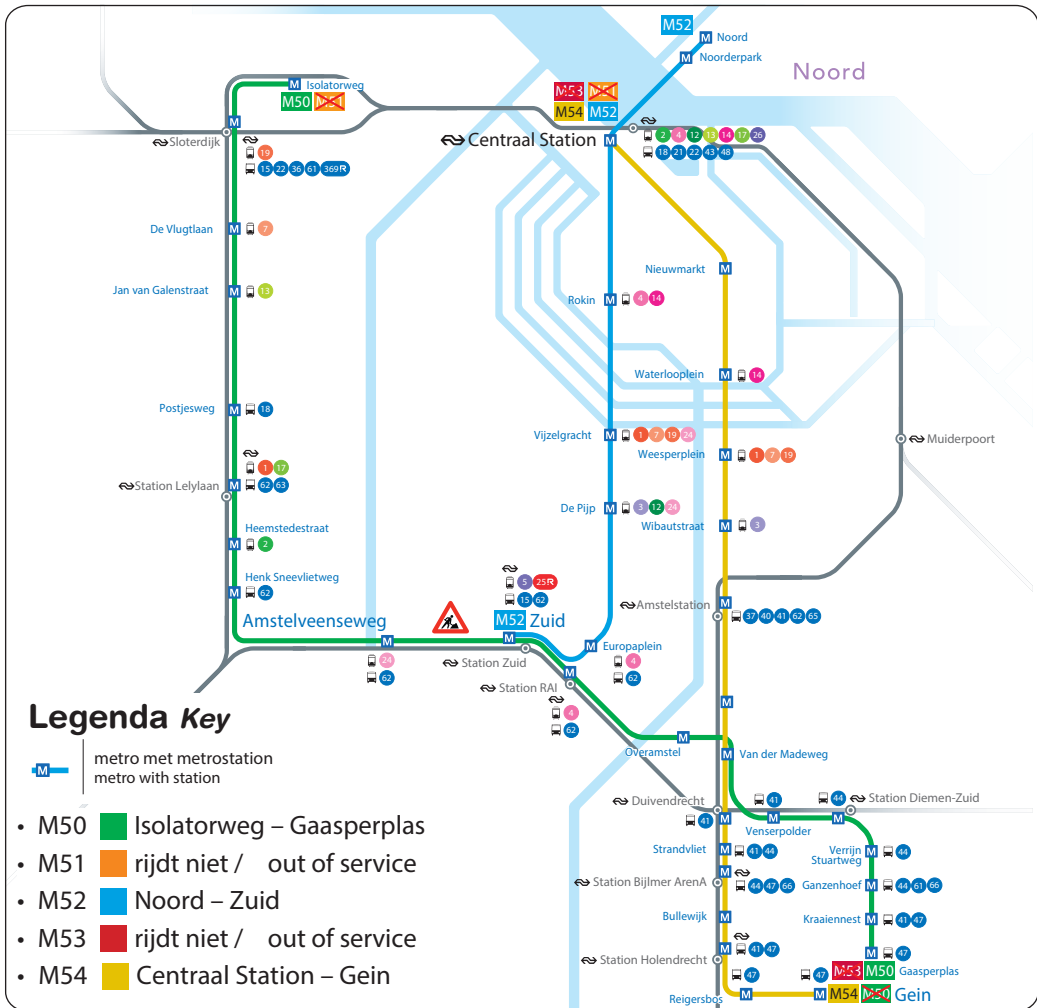 M52
Noord
Noorderpark
Noord
Isolatorweg
M50 M51
M53 M51
M54 M52
Centraal Station
2 4 12 13 14 17 26
18 21 22 43 48
Sloterdijk
19
15 22 36 61 369R
De Vlugtlaan
7
Jan van Galenstraat
13
Nieuwmarkt
Rokin
4 14
Waterlooplein
14
Postjesweg
18
Vijzelgracht
1 7 19 24
Weesperplein
1 7 19
Muiderpoort
1 17
Station Lelylaan
62 63
De Pijp
3 12 24
Wibautstraat
3
Heemstedestraat
2
Henk Sneevlietweg
62
5 25R
15 62
Amstelstation
37 40 41 62 65
Amstelveenseweg
M52 Zuid
24
62
Station Zuid
Europaplein
4
62
Station RAI
4
62
Overamstel
Van der Madeweg
Duivendrecht
41
41
44
Station Diemen-Zuid
Venserpolder
Strandvliet
41 44
Verrijn
Stuartweg
44
Station Bijlmer ArenA
44 47 66
Ganzenhoef
44 61 66
Bullewijk
Kraaiennest
41 47
41 47
Station Holendrecht
47
M53 M50 Gaasperplas
47
47
M54 M50 Gein
Reigersbos
Legenda Key
M
metro met metrostation
metro with station
• M50 Isolatorweg – Gaasperplas
• M51 rijdt niet / out of service
• M52 Noord – Zuid
• M53 rijdt niet / out of service
• M54 Centraal Station – Gein